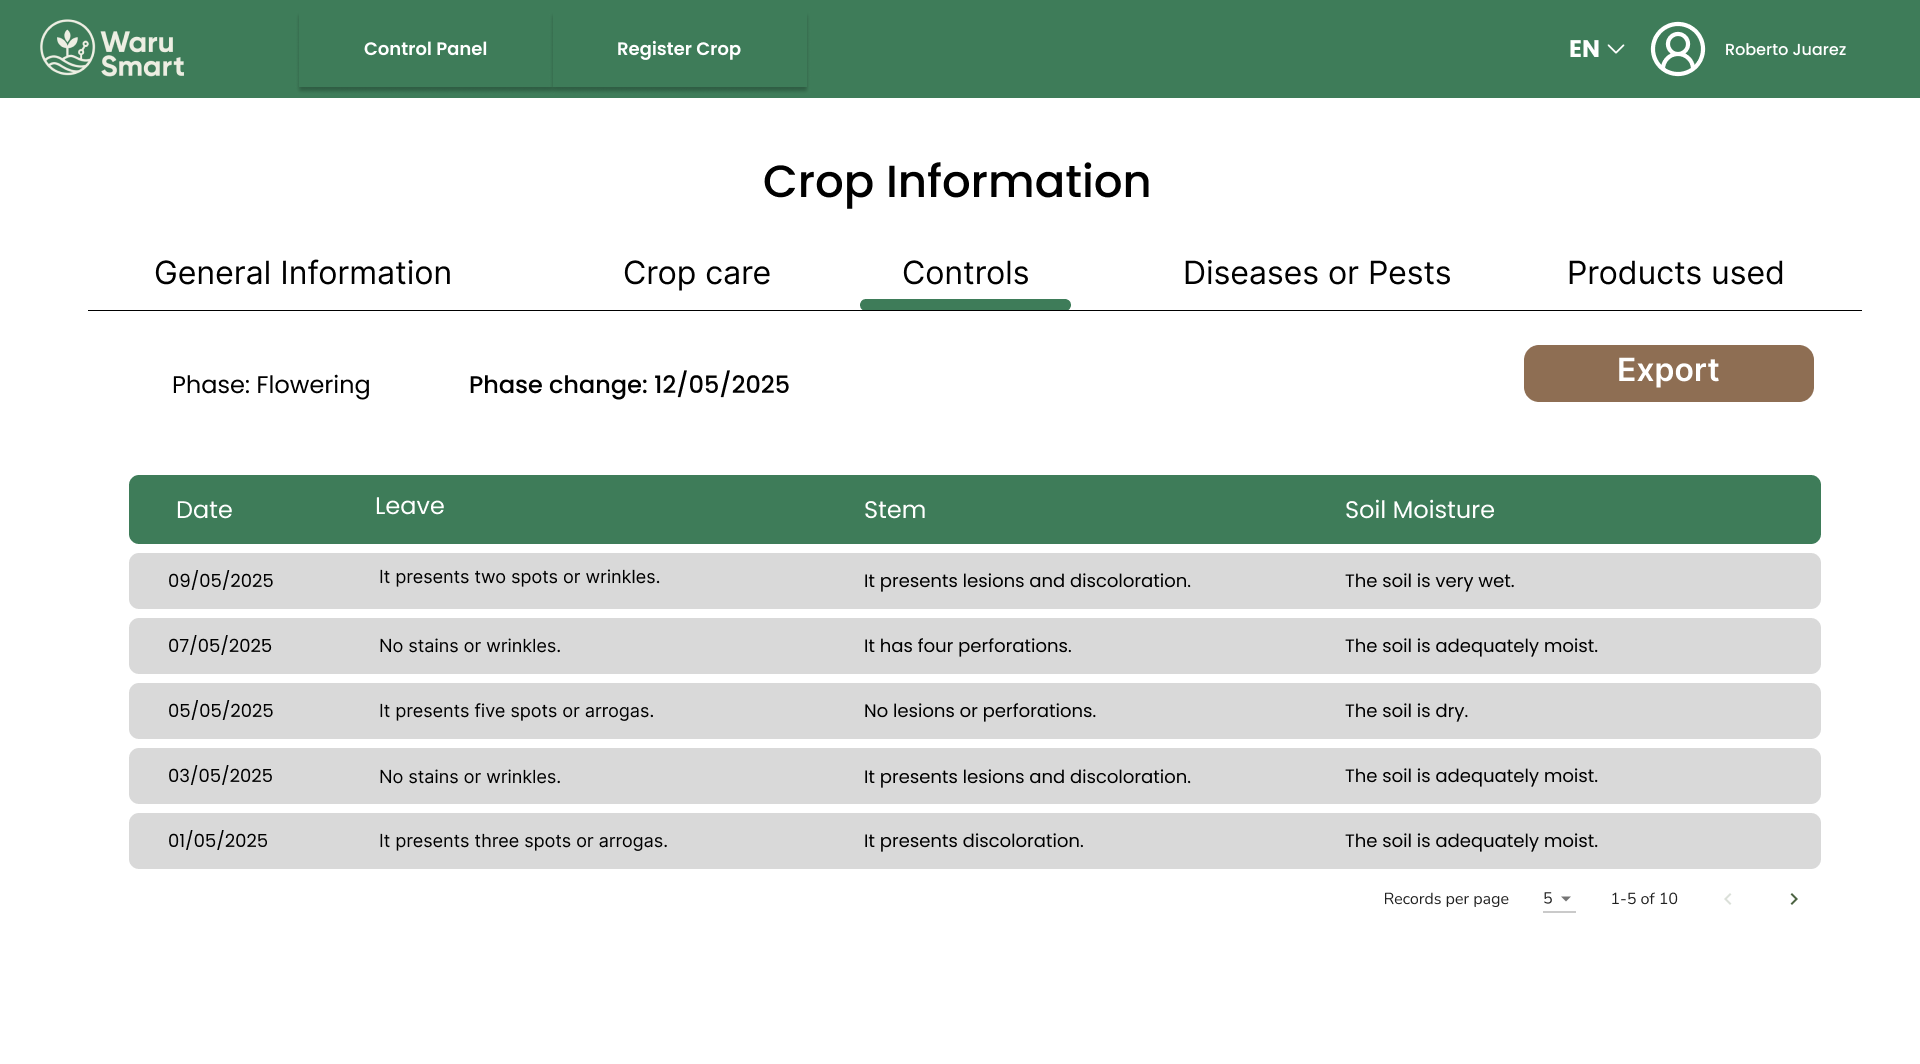 Waru
Smart
Control Panel
Register Crop
EN
Roberto Juarez
Crop Information
General Information
Crop care
Controls
Diseases or Pests
Products used
Phase: Flowering
Phase change: 12/05/2025
Export
Date Leave Stem Soil Moisture
09/05/2025 It presents two spots or wrinkles. It presents lesions and discoloration. The soil is very wet.
07/05/2025 No stains or wrinkles. It has four perforations. The soil is adequately moist.
05/05/2025 It presents five spots or arrogas. No lesions or perforations. The soil is dry.
03/05/2025 No stains or wrinkles. It presents lesions and discoloration. The soil is adequately moist.
01/05/2025 It presents three spots or arrogas. It presents discoloration. The soil is adequately moist.
Records per page 5 1-5 of 10